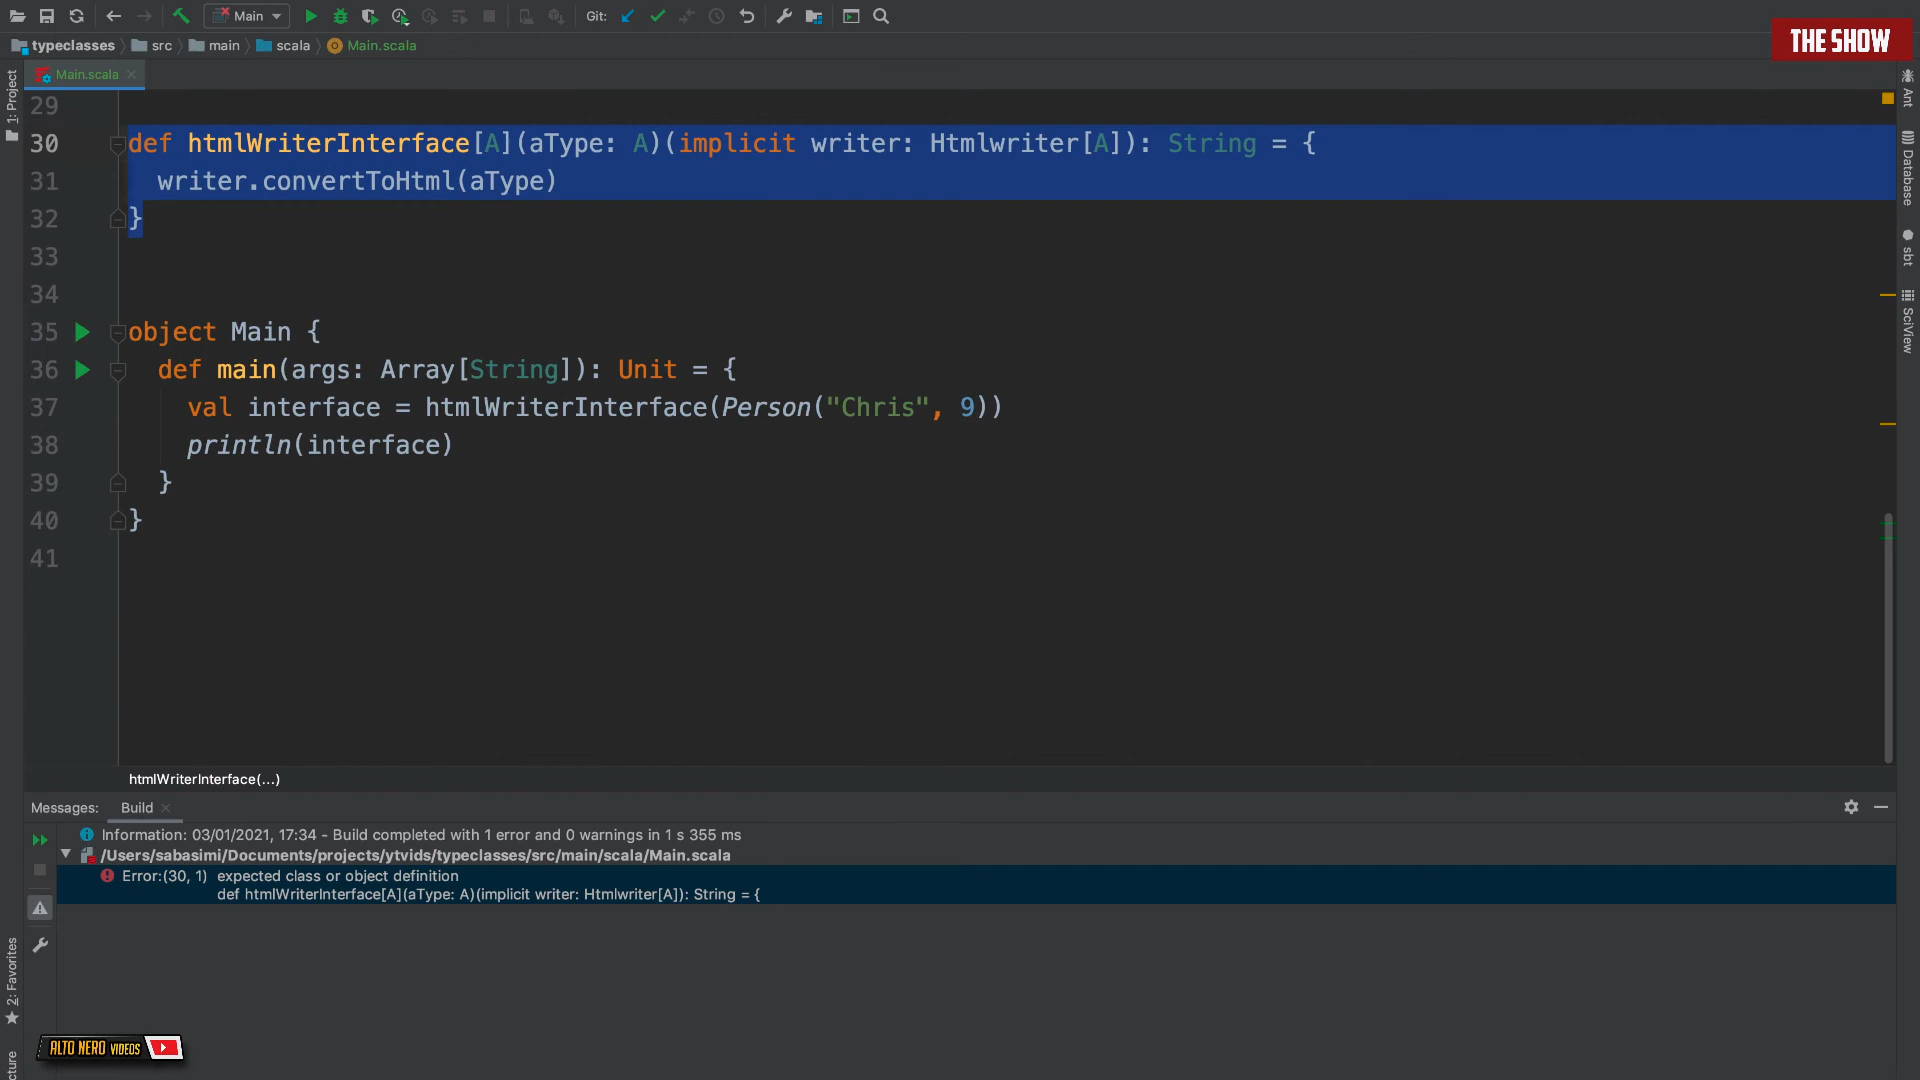 Main
Git:
THE SHOW
typeclasses
src
main
scala
Main.scala
Main.scala
1: Project
Ant
Database
sbt
SciView
29
30 def htmlWriterInterface[A](aType: A)(implicit writer: Htmlwriter[A]): String = {
31 writer.convertToHtml(aType)
32 }
33
34
35 object Main {
36 def main(args: Array[String]): Unit = {
37 val interface = htmlWriterInterface(Person("Chris", 9))
38 println(interface)
39 }
40 }
41
htmlWriterInterface(...)
Messages: Build
Information: 03/01/2021, 17:34 - Build completed with 1 error and 0 warnings in 1 s 355 ms
/Users/sabasimi/Documents/projects/ytvids/typeclasses/src/main/scala/Main.scala
Error:(30, 1) expected class or object definition
def htmlWriterInterface[A](aType: A)(implicit writer: Htmlwriter[A]): String = {
2: Favorites
cture
ALTO NERO VIDEOS